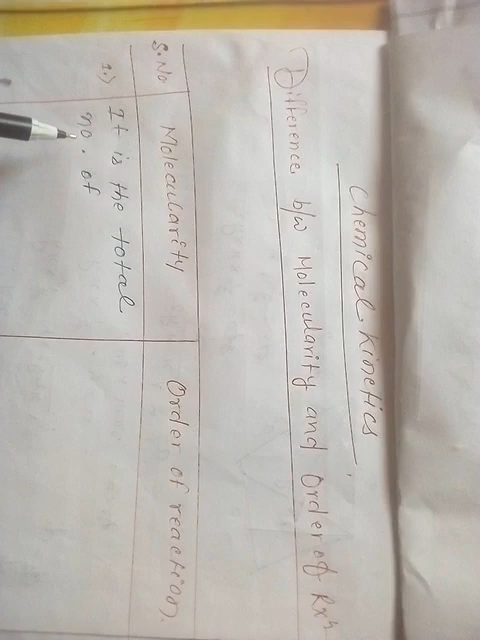 Chemical Kinetics
Difference b/w Molecularity and Order of Rxn
S.No Molecularity Order of reaction.
1.) It is the total
no. of